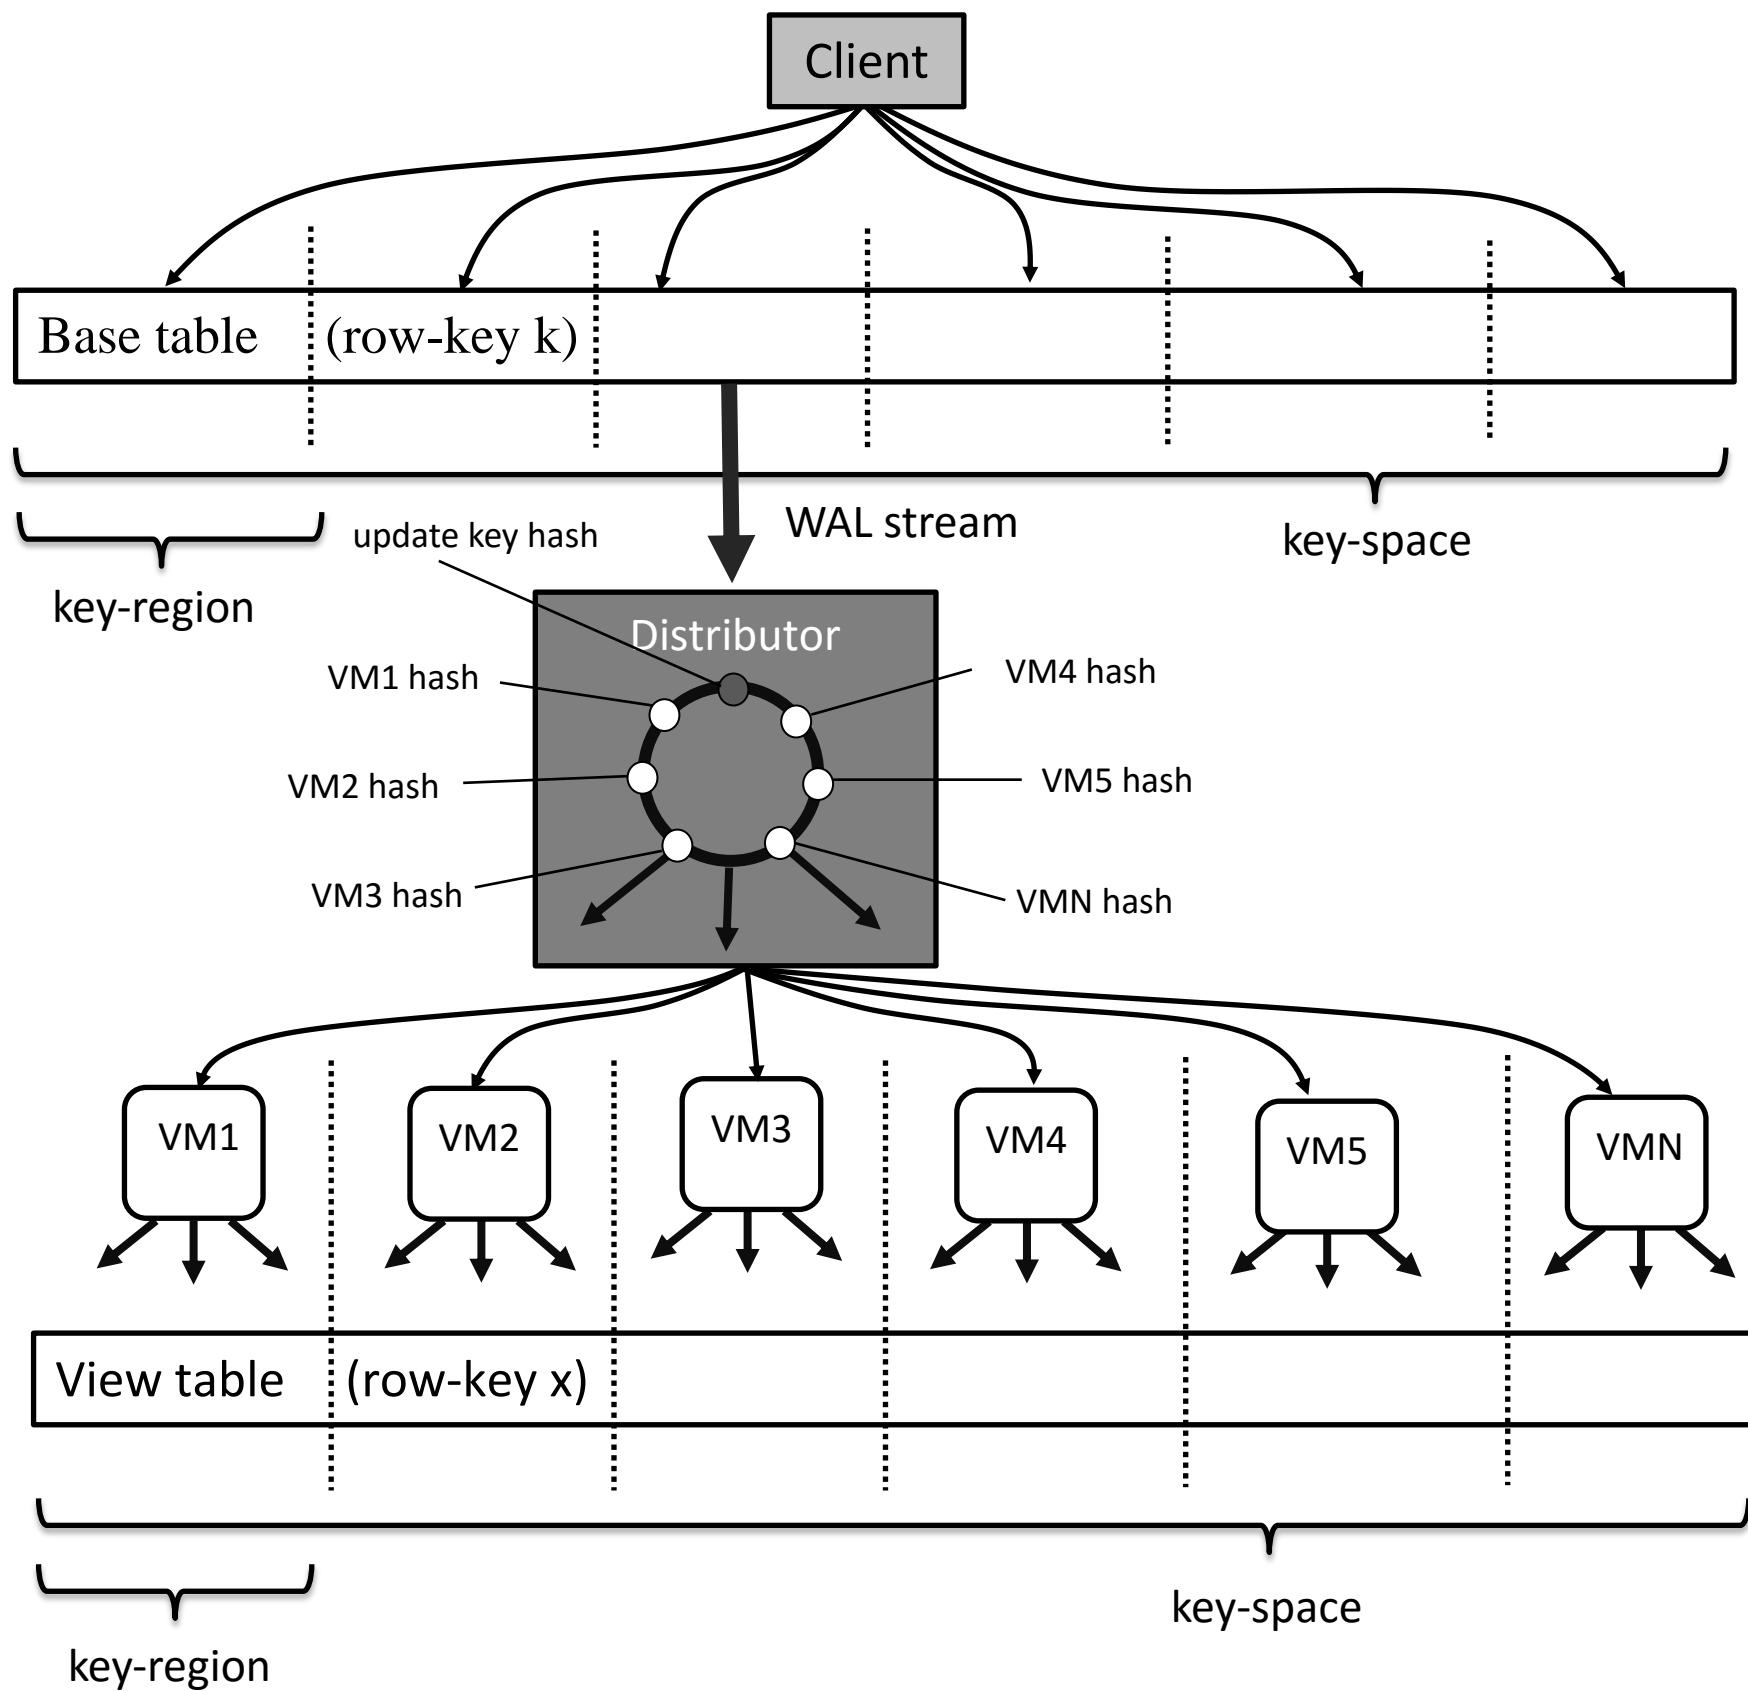 Client
Base table (row-key k)
WAL stream
key-space
update key hash
key-region
Distributor
VM1 hash
VM4 hash
VM2 hash
VM5 hash
VM3 hash
VMN hash
VM1
VM2
VM3
VM4
VM5
VMN
View table (row-key x)
key-space
key-region